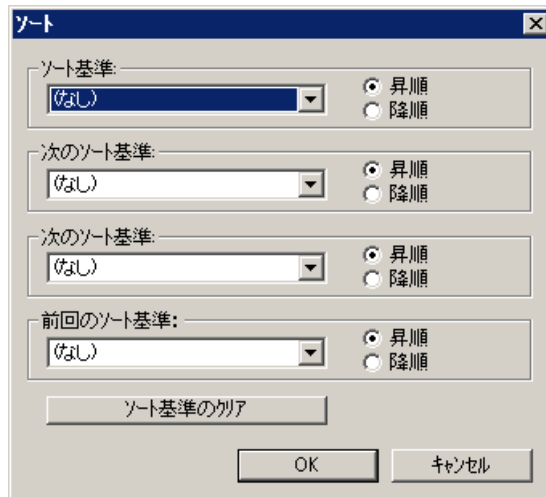 ソート
ソート基準:
(なし)
昇順
降順
次のソート基準:
(なし)
昇順
降順
次のソート基準:
(なし)
昇順
降順
前回のソート基準:
(なし)
昇順
降順
ソート基準のクリア
OK
キャンセル